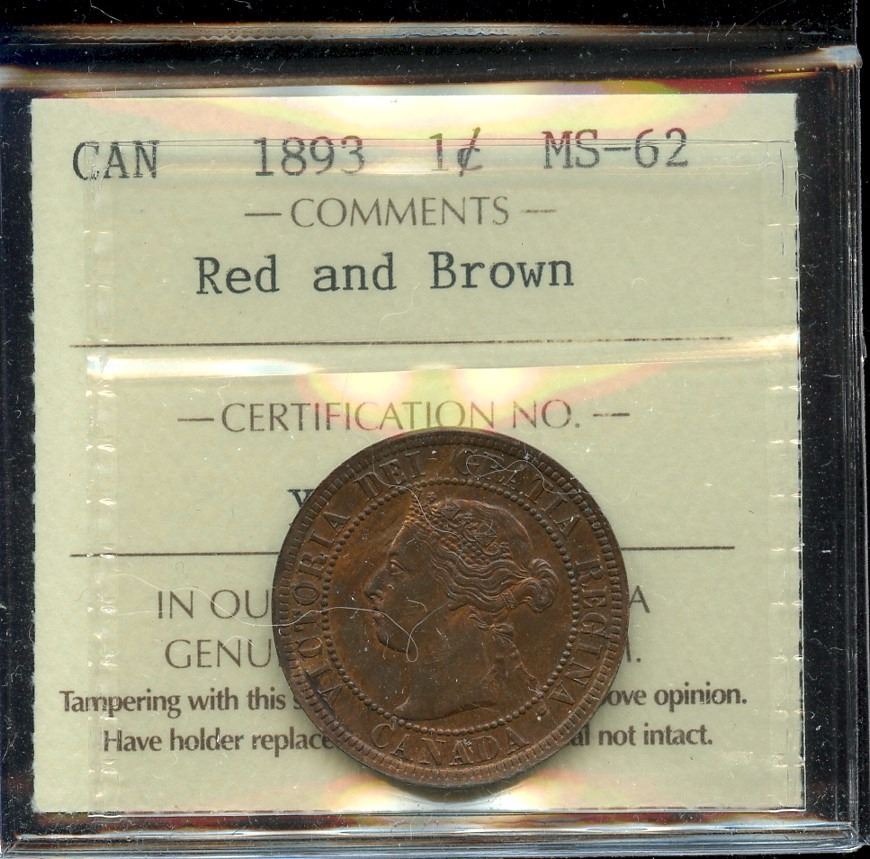 CAN 1893 1¢ MS-62
— COMMENTS —
Red and Brown
— CERTIFICATION NO. —
IN OU
GENU
Tampering with this ove opinion.
Have holder replace al not intact.
VICTORIA DEI GRATIA REGINA.
CANADA